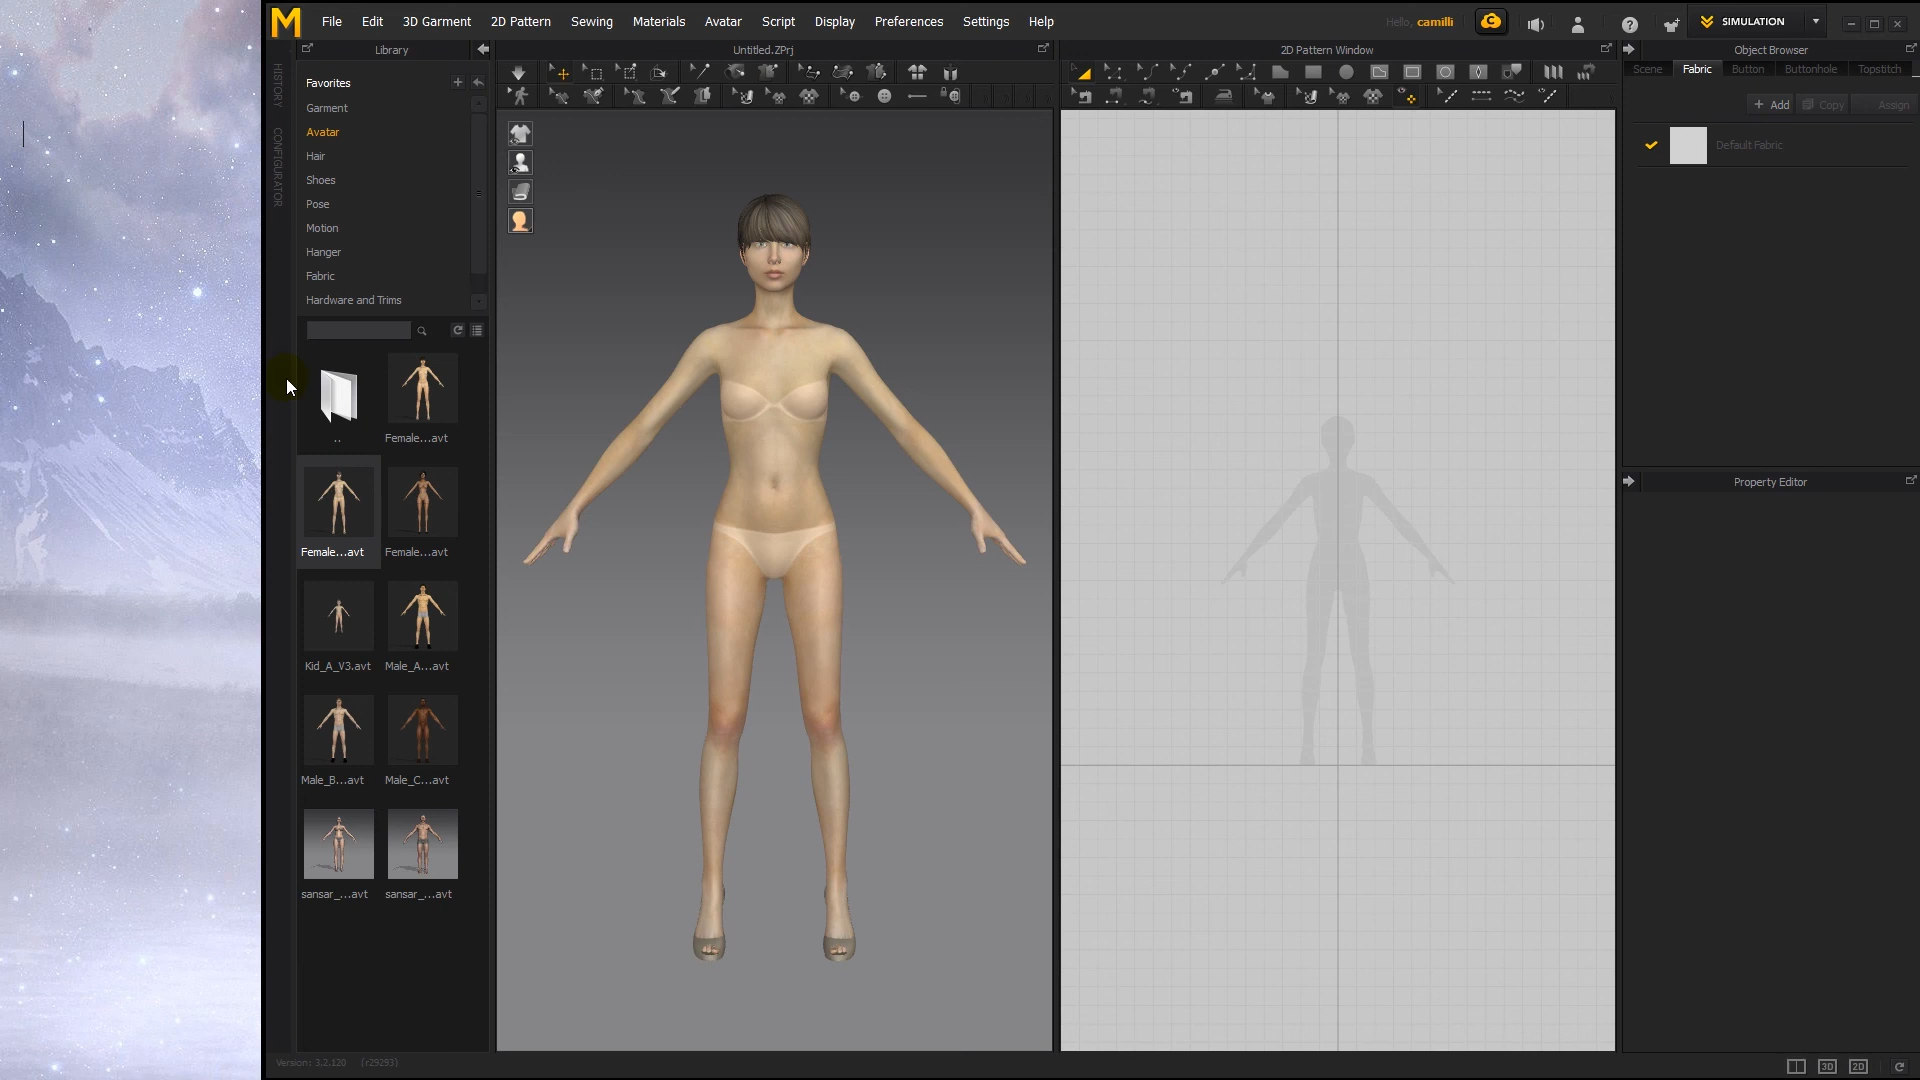 M File Edit 3D Garment 2D Pattern Sewing Materials Avatar Script Display Preferences Settings Help Hello, camilli SIMULATION
Library Untitled.ZPrj 2D Pattern Window Object Browser
Scene Fabric Button Buttonhole Topstitch
HISTORY
CONFIGURATOR
Favorites
Garment
Avatar
Hair
Shoes
Pose
Motion
Hanger
Fabric
Hardware and Trims
+ Add Copy Assign
Default Fabric
Property Editor
.. Female...avt
Female...avt Female...avt
Kid_A_V3.avt Male_A...avt
Male_B...avt Male_C...avt
sansar_...avt sansar_...avt
Version: 3.2.120 (r29293)
3D 2D